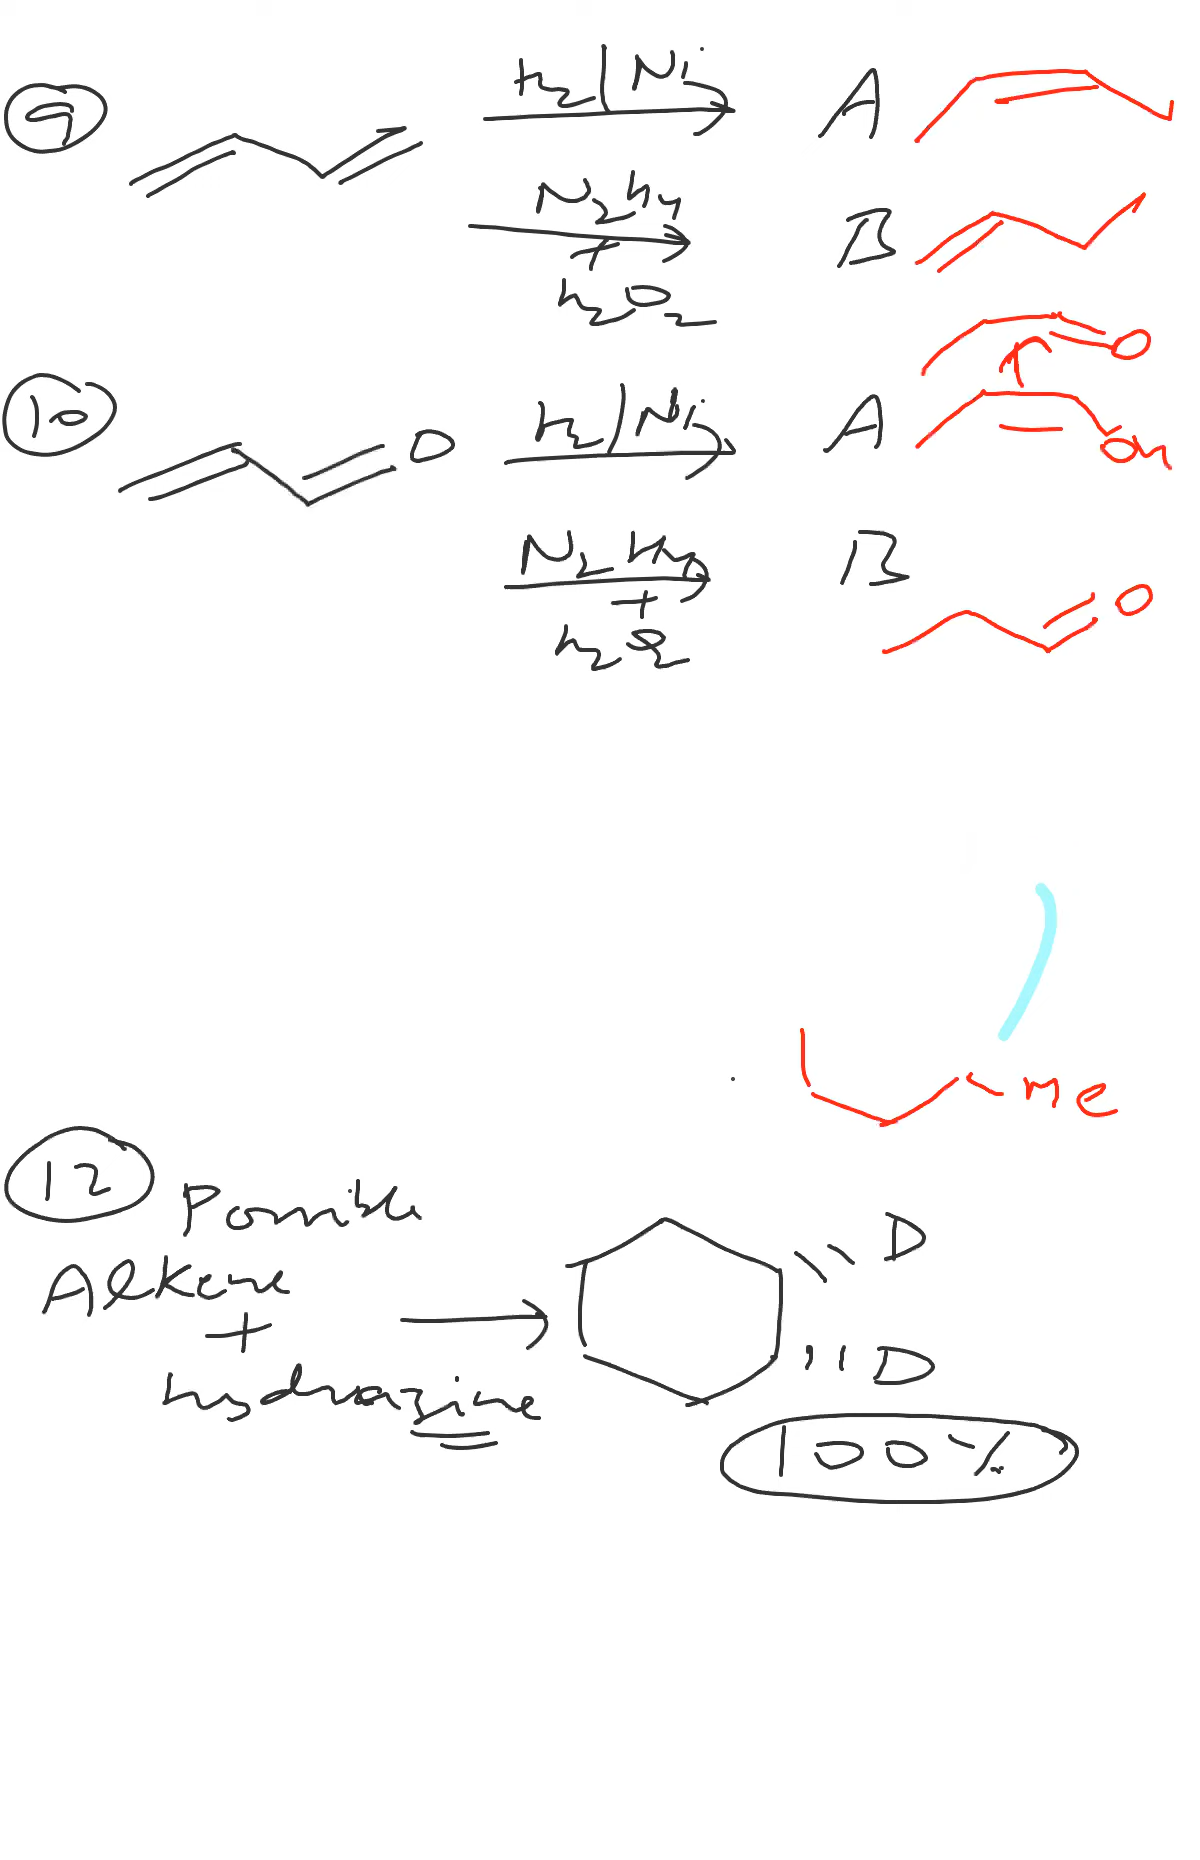 9
H2/Ni
A
N2H4
+
H2O2
B
O
10
O
H2/Ni
A
OH
N2H4
+
H2O2
B
O
Me
12
Possible
Alkene
+
hydrazine
D
D
100%